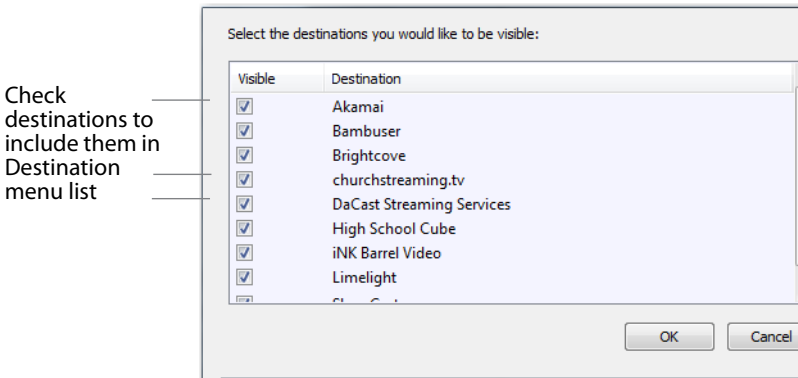 Select the destinations you would like to be visible:
Check
destinations to
include them in
Destination
menu list
Visible Destination
Akamai
Bambuser
Brightcove
churchstreaming.tv
DaCast Streaming Services
High School Cube
iNK Barrel Video
Limelight
OK Cancel